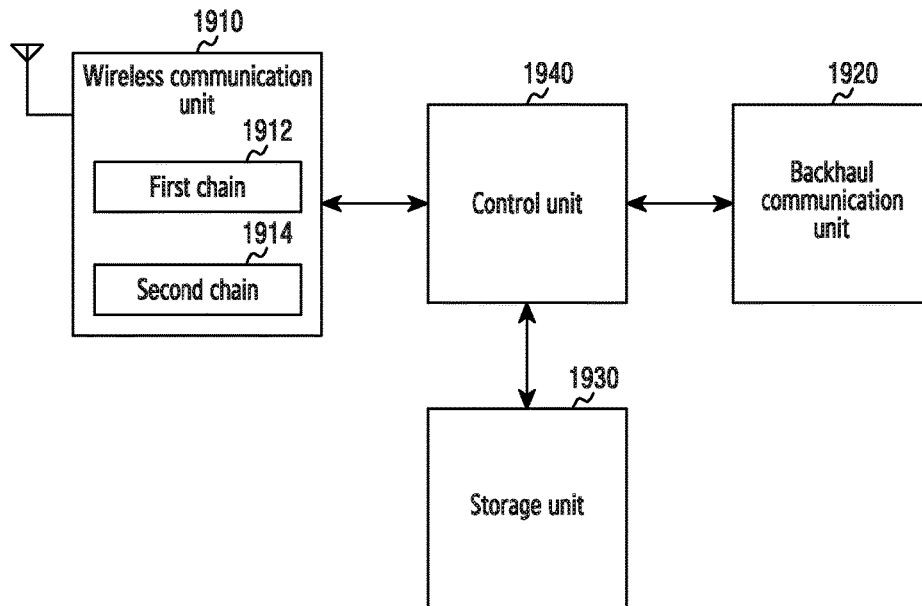 1910
Wireless communication
unit
1912
First chain
1914
Second chain
1940
Control unit
1920
Backhaul
communication
unit
1930
Storage unit